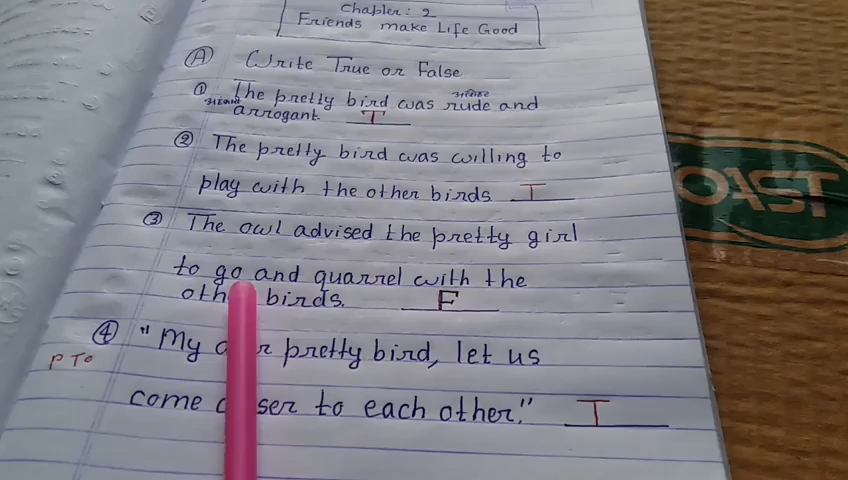 Chapter: 2
Friends make Life Good
Ⓐ Write True or False
① The pretty bird was rude and
arrogant. T
② The pretty bird was willing to
play with the other birds T
③ The owl advised the pretty girl
to go and quarrel with the
birds. F
④ "My pretty bird, let us
PTo
come to each other." T
OAST